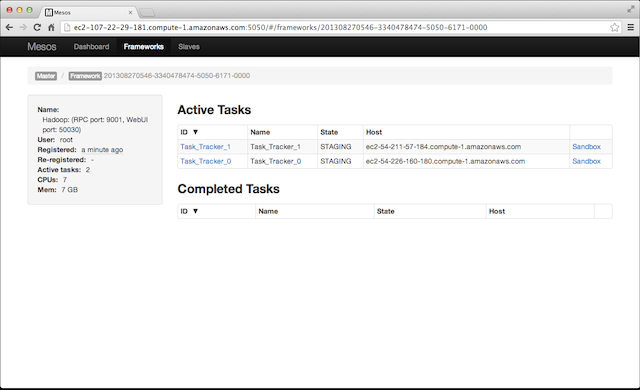 Mesos
ec2-107-22-29-181.compute-1.amazonaws.com:5050/#/frameworks/201308270546-3340478474-5050-6171-0000
Mesos Dashboard Frameworks Slaves
Master / Framework 201308270546-3340478474-5050-6171-0000
Name:
Hadoop: (RPC port: 9001, WebUI
port: 50030)
User: root
Registered: a minute ago
Re-registered: -
Active tasks: 2
CPUs: 7
Mem: 7 GB
Active Tasks
ID ▼ Name State Host
Task_Tracker_1 Task_Tracker_1 STAGING ec2-54-211-57-184.compute-1.amazonaws.com Sandbox
Task_Tracker_0 Task_Tracker_0 STAGING ec2-54-226-160-180.compute-1.amazonaws.com Sandbox
Completed Tasks
ID ▼ Name State Host